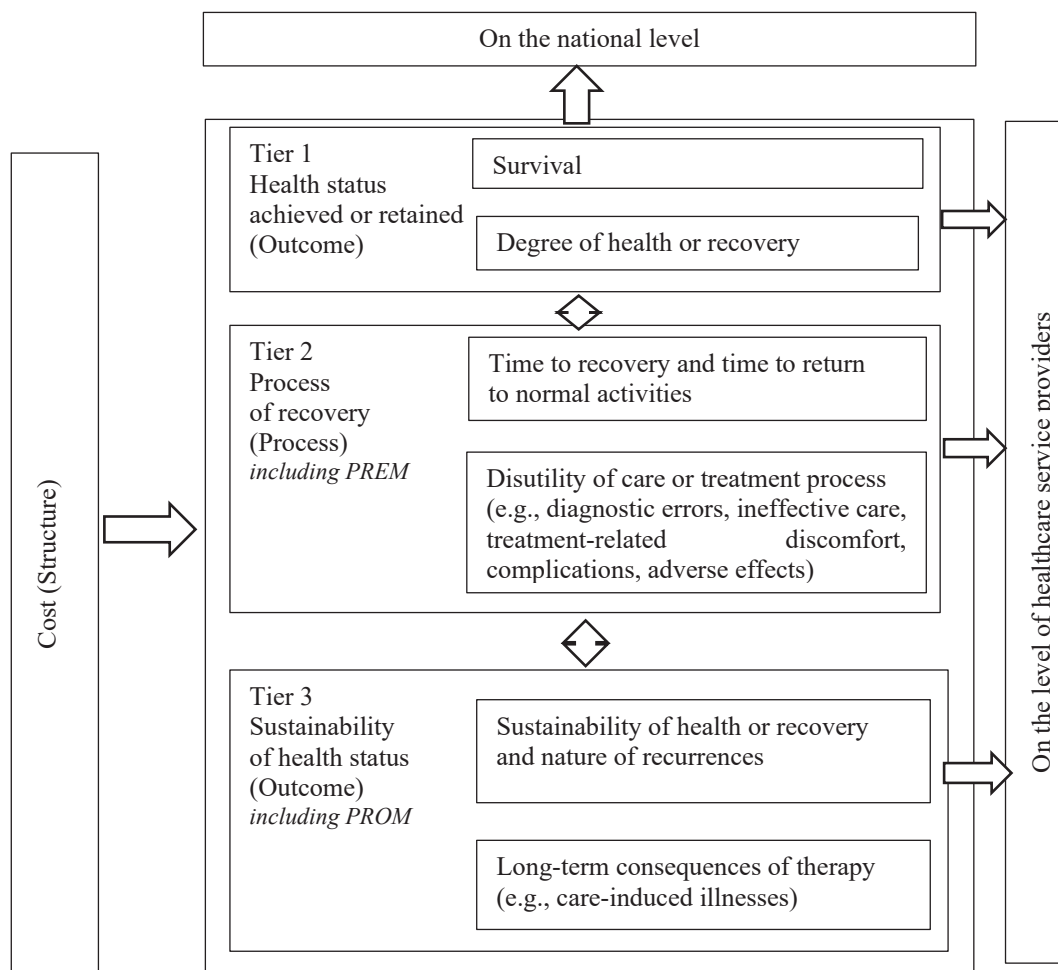 On the national level
Tier 1
Health status
achieved or retained
(Outcome)
Survival
Degree of health or recovery
Tier 2
Process
of recovery
(Process)
including PREM
Time to recovery and time to return
to normal activities
Disutility of care or treatment process
(e.g., diagnostic errors, ineffective care,
treatment-related discomfort,
complications, adverse effects)
Tier 3
Sustainability
of health status
(Outcome)
including PROM
Sustainability of health or recovery
and nature of recurrences
Long-term consequences of therapy
(e.g., care-induced illnesses)
Cost (Structure)
On the level of healthcare service providers